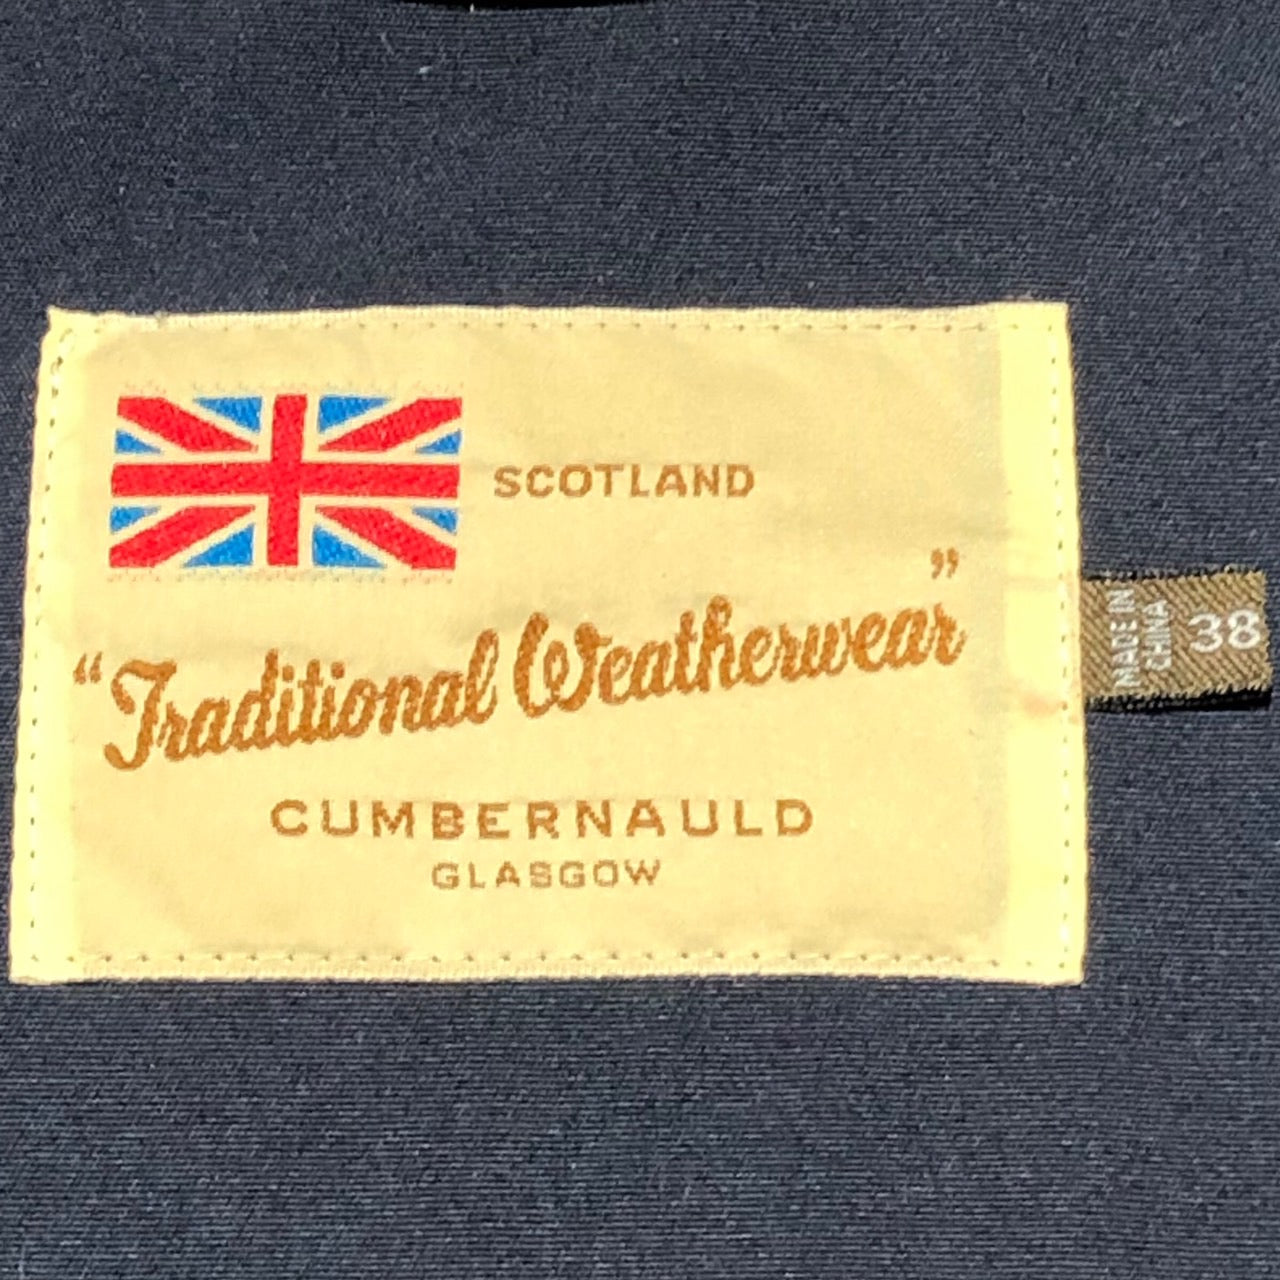 SCOTLAND
“Traditional Weatherwear”
CUMBERNAULD
GLASGOW
MADE IN
CHINA
38